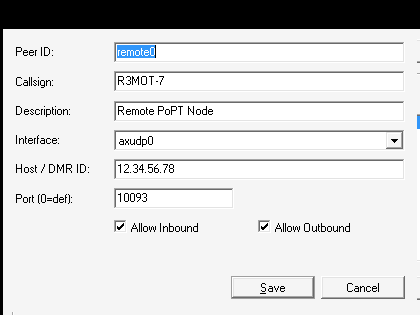 Peer ID: remote0
Callsign: R3MOT-7
Description: Remote PoPT Node
Interface: axudp0
Host / DMR ID: 12.34.56.78
Port (0=def): 10093
Allow Inbound Allow Outbound
Save Cancel